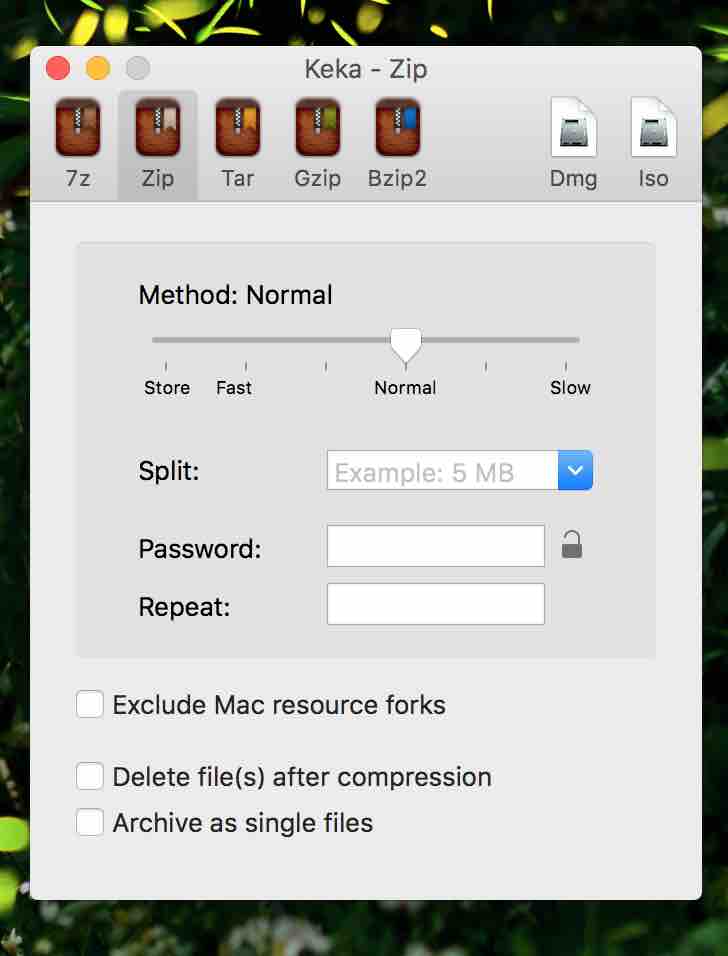 Keka - Zip
7z Zip Tar Gzip Bzip2 Dmg Iso
Method: Normal
Store Fast Normal Slow
Split: Example: 5 MB
Password:
Repeat:
Exclude Mac resource forks
Delete file(s) after compression
Archive as single files